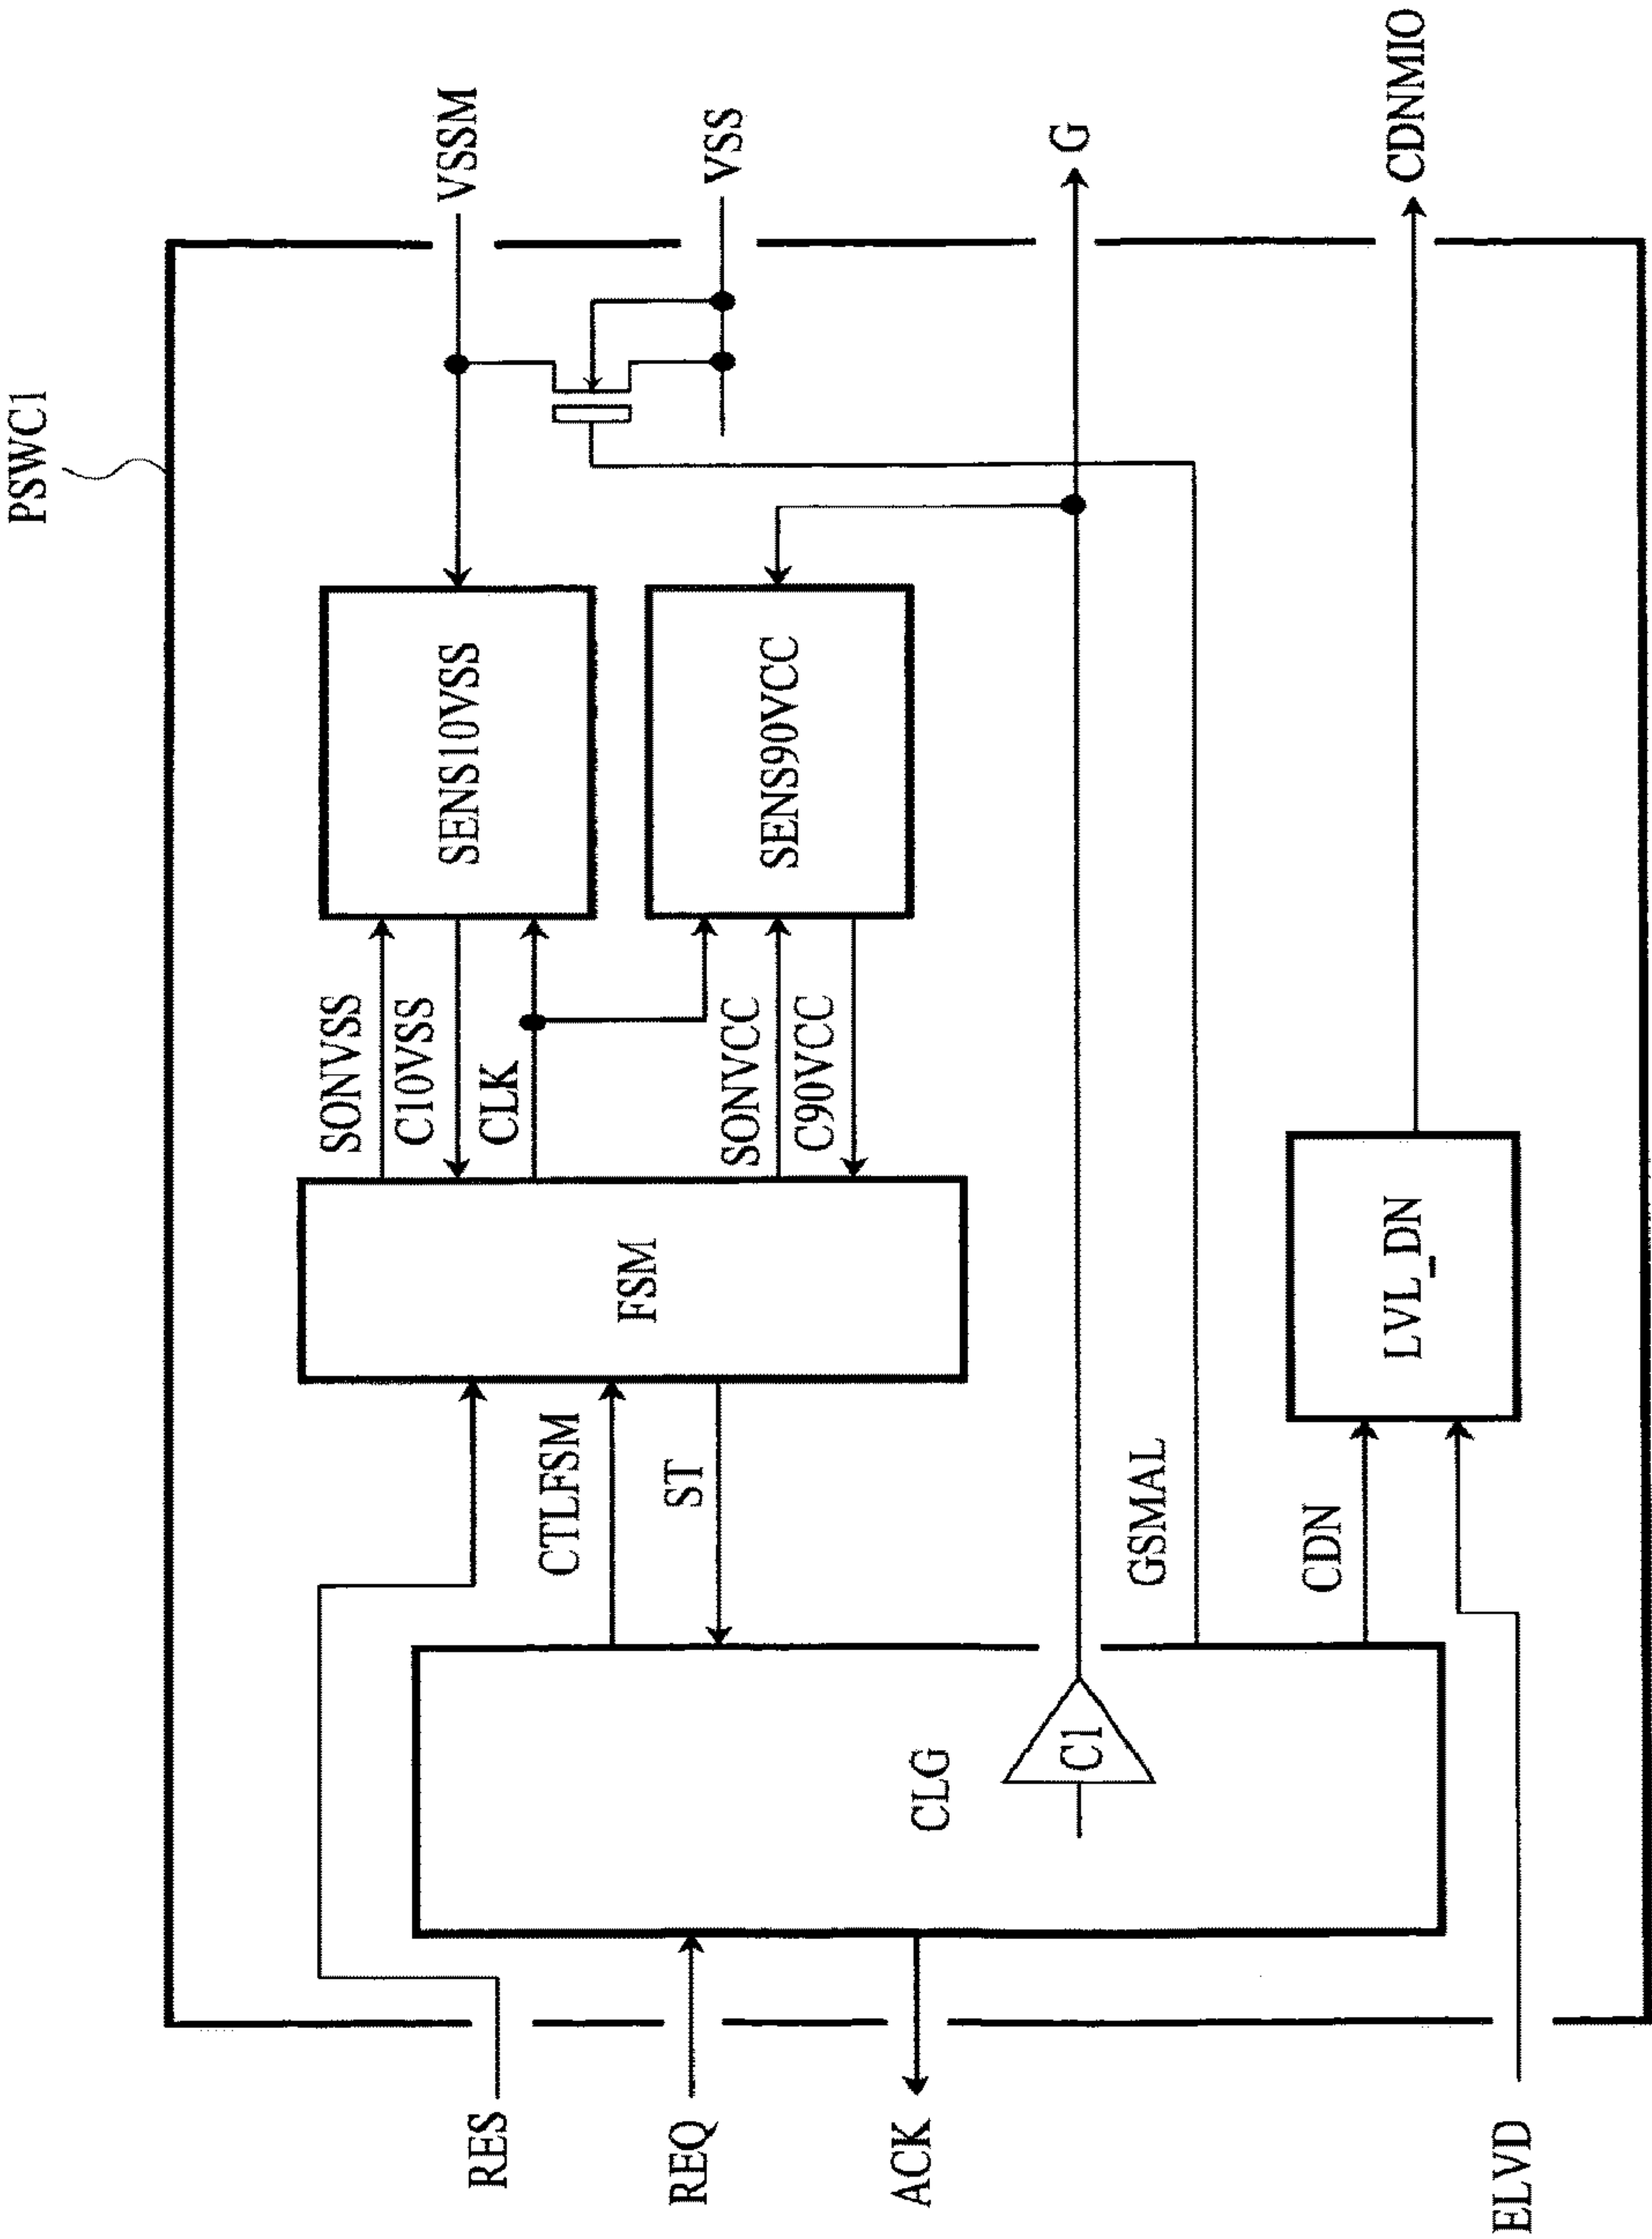 PSWC1
VSSM
VSS
G
CDNMIO
SENS10VSS
SENS90VCC
SONVSS
C10VSS
CLK
SONVCC
C90VCC
FSM
LVL_DN
CTLFSM
ST
GSMAL
CDN
CLG
C1
RES
REQ
ACK
ELVD